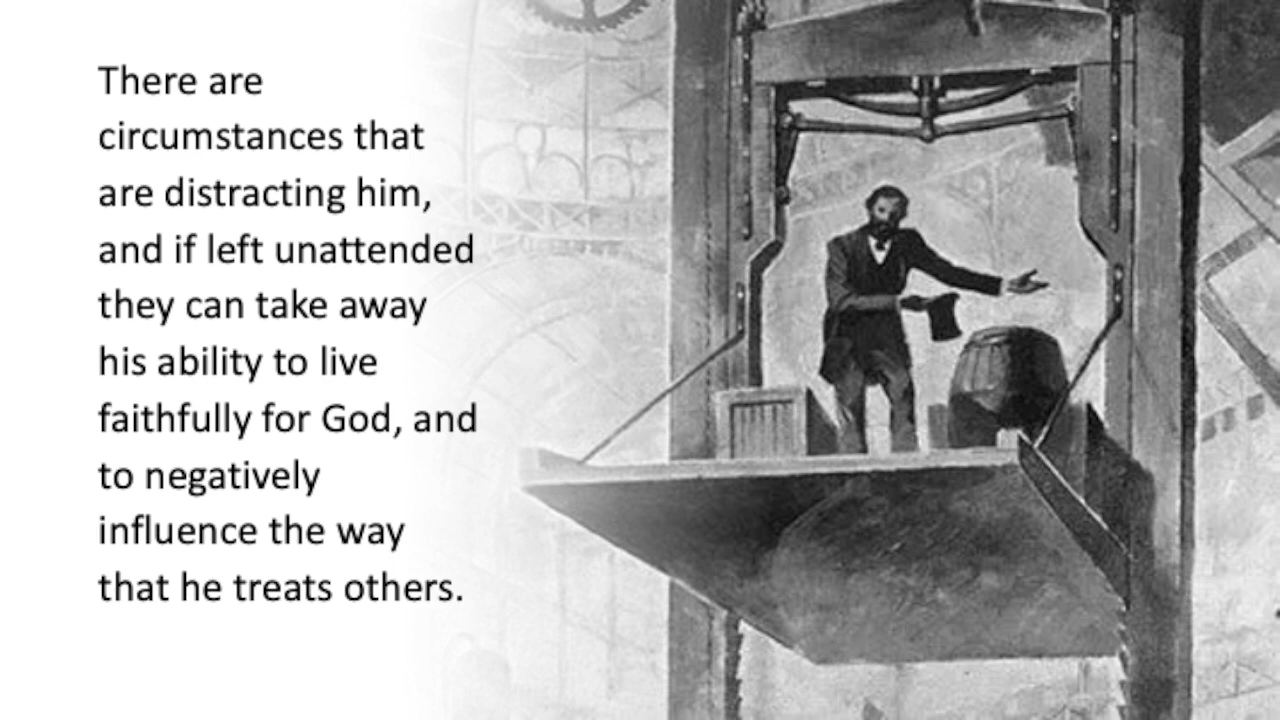 There are
circumstances that
are distracting him,
and if left unattended
they can take away
his ability to live
faithfully for God, and
to negatively
influence the way
that he treats others.